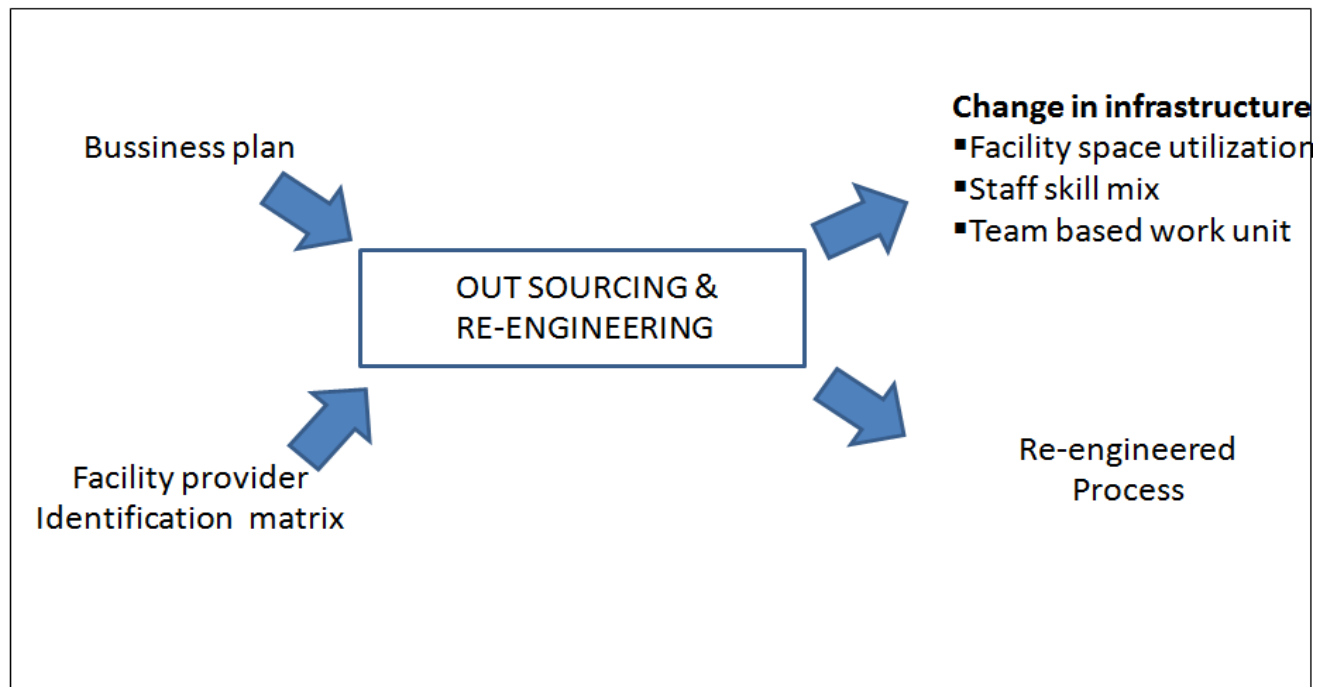 Bussiness plan
Facility provider
Identification matrix
OUT SOURCING &
RE-ENGINEERING
Change in infrastructure
▪Facility space utilization
▪Staff skill mix
▪Team based work unit
Re-engineered
Process